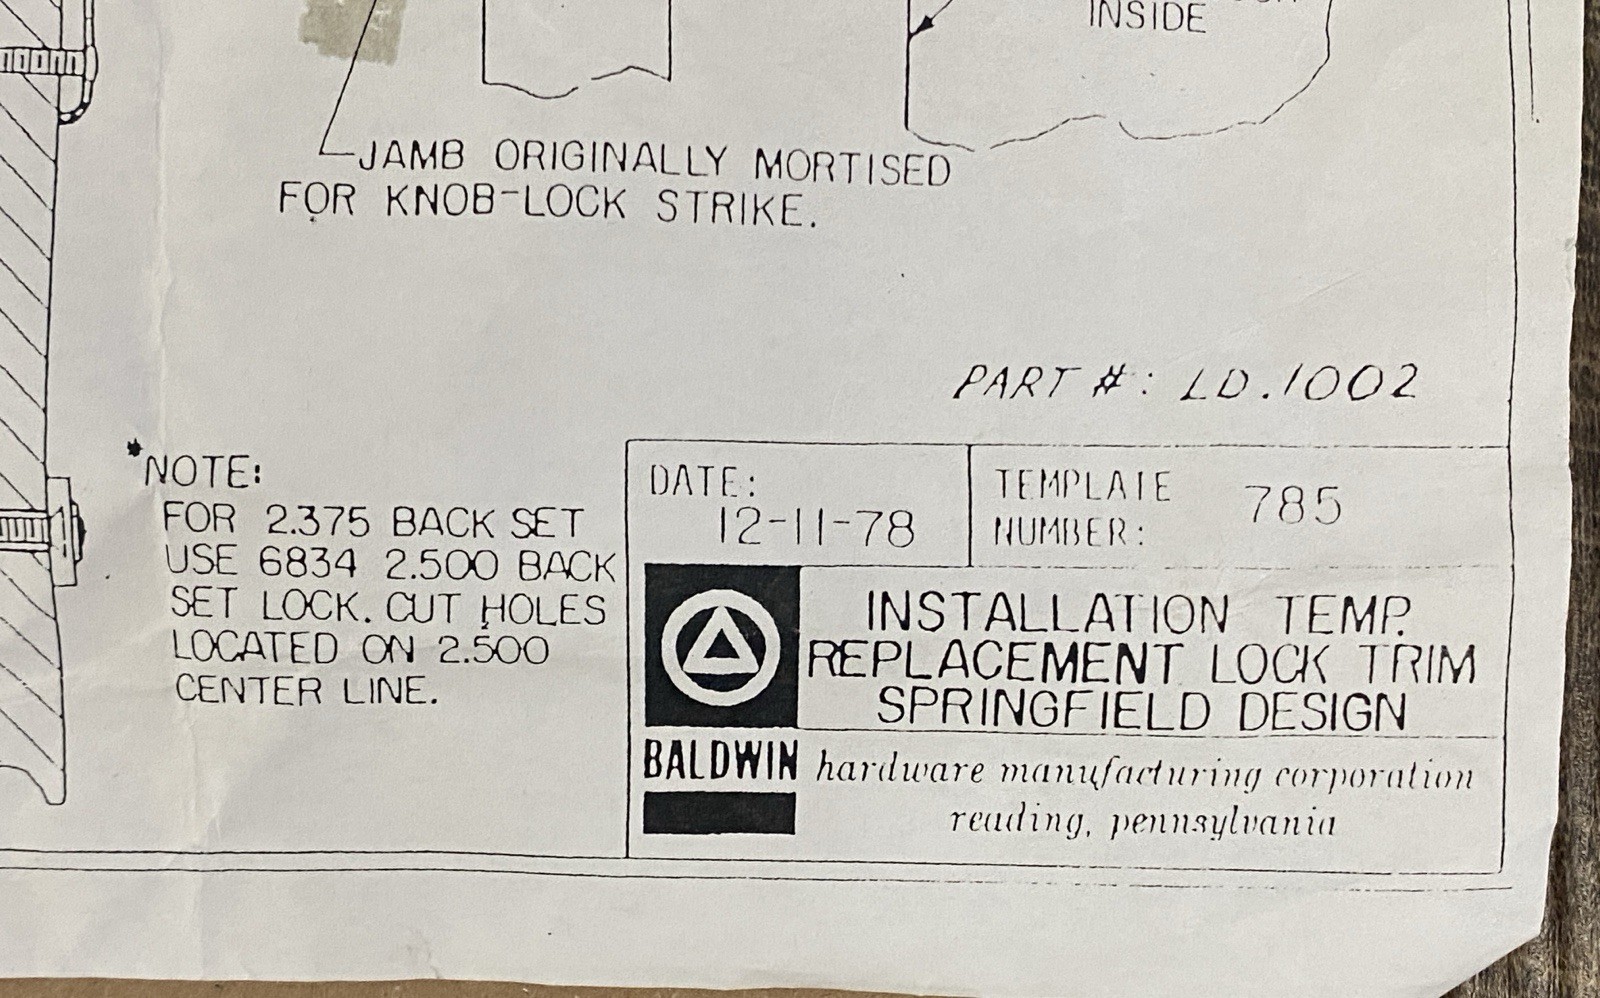 INSIDE
JAMB ORIGINALLY MORTISED
FOR KNOB-LOCK STRIKE.
PART #: LD.1002
*NOTE:
FOR 2.375 BACK SET
USE 6834 2.500 BACK
SET LOCK. CUT HOLES
LOCATED ON 2.500
CENTER LINE.
DATE:
12-11-78
TEMPLATE
NUMBER:
785
INSTALLATION TEMP.
REPLACEMENT LOCK TRIM
SPRINGFIELD DESIGN
BALDWIN hardware manufacturing corporation
reading, pennsylvania